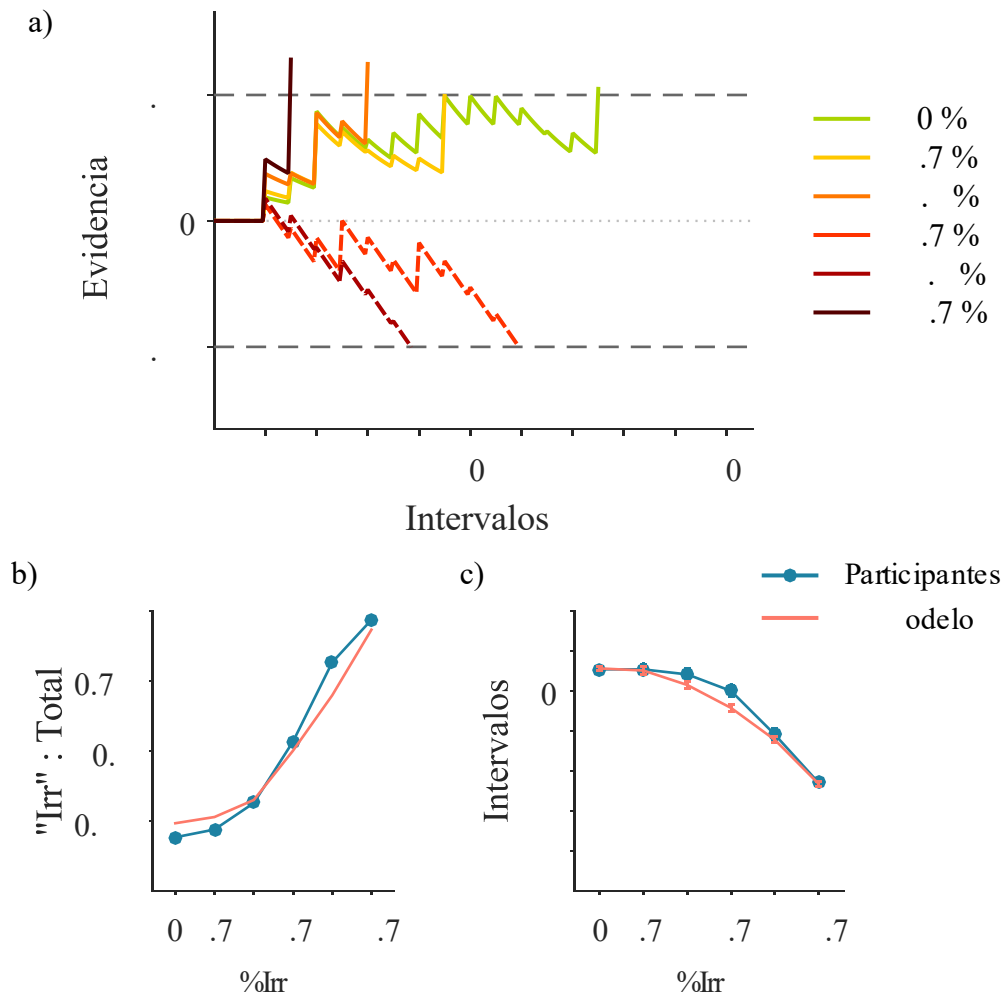 a)
.
0
.
Evidencia
0 %
.7 %
. %
.7 %
. %
.7 %
0 0
Intervalos
b)
"Irr" : Total
0.7
0.
0.
0 .7 .7 .7
%Irr
c)
Participantes
odelo
Intervalos
0
0 .7 .7 .7
%Irr